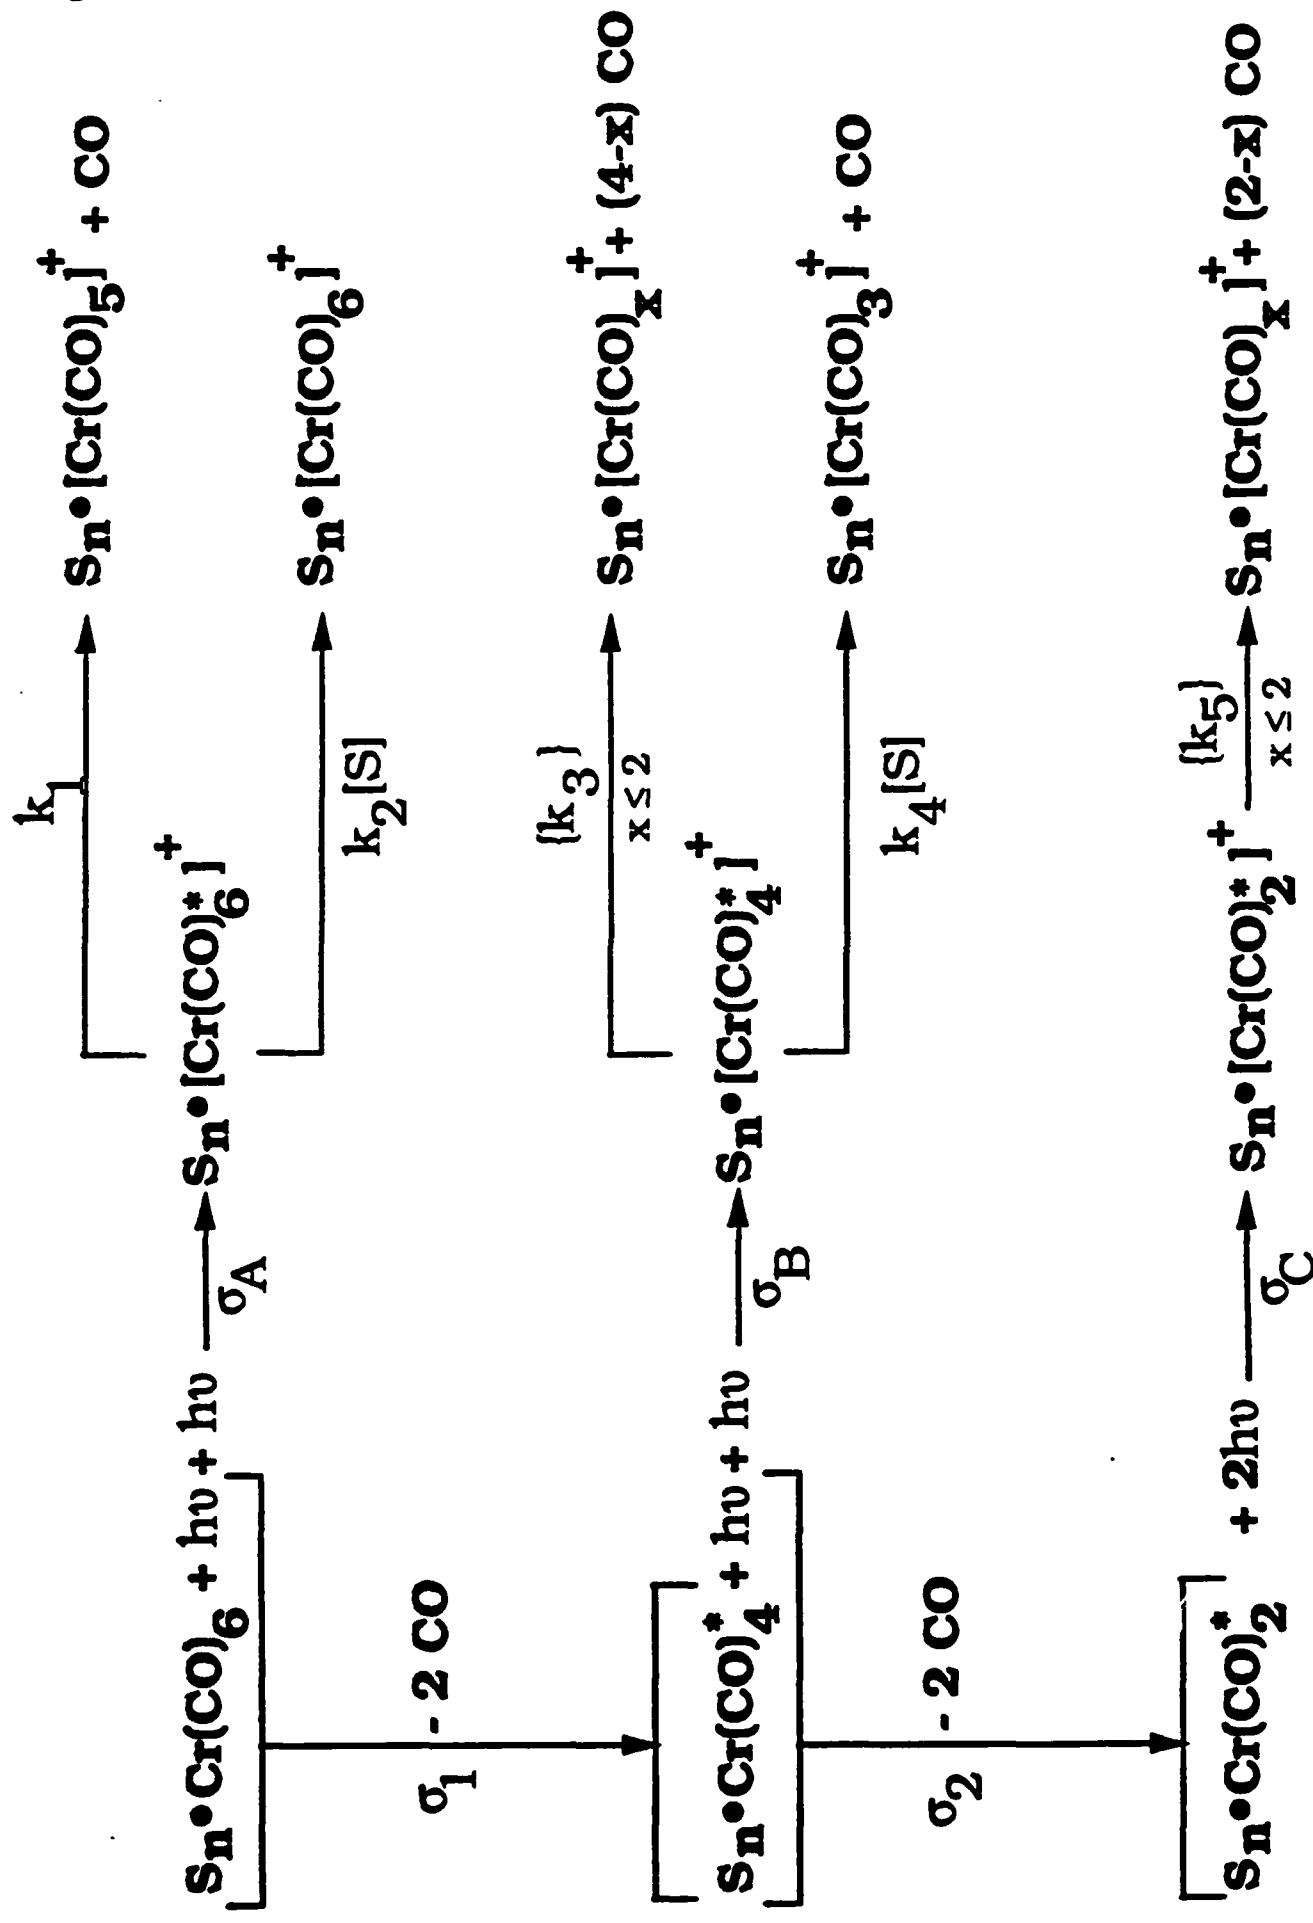 Sn•Cr(CO)6 + hυ + hυ
σA
Sn•[Cr(CO)6*]+
k1
Sn•[Cr(CO)5]+ + CO
k2[S]
Sn•[Cr(CO)6]+
σ1
- 2 CO
Sn•Cr(CO)4* + hυ + hυ
σB
Sn•[Cr(CO)4*]+
{k3}
x ≤ 2
Sn•[Cr(CO)x]+ + (4-x) CO
k4[S]
Sn•[Cr(CO)3]+ + CO
σ2
- 2 CO
Sn•Cr(CO)2* + 2hυ
σC
Sn•[Cr(CO)2*]+
{k5}
x ≤ 2
Sn•[Cr(CO)x]+ + (2-x) CO